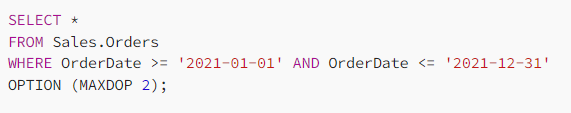 SELECT *
FROM Sales.Orders
WHERE OrderDate >= '2021-01-01' AND OrderDate <= '2021-12-31'
OPTION (MAXDOP 2);